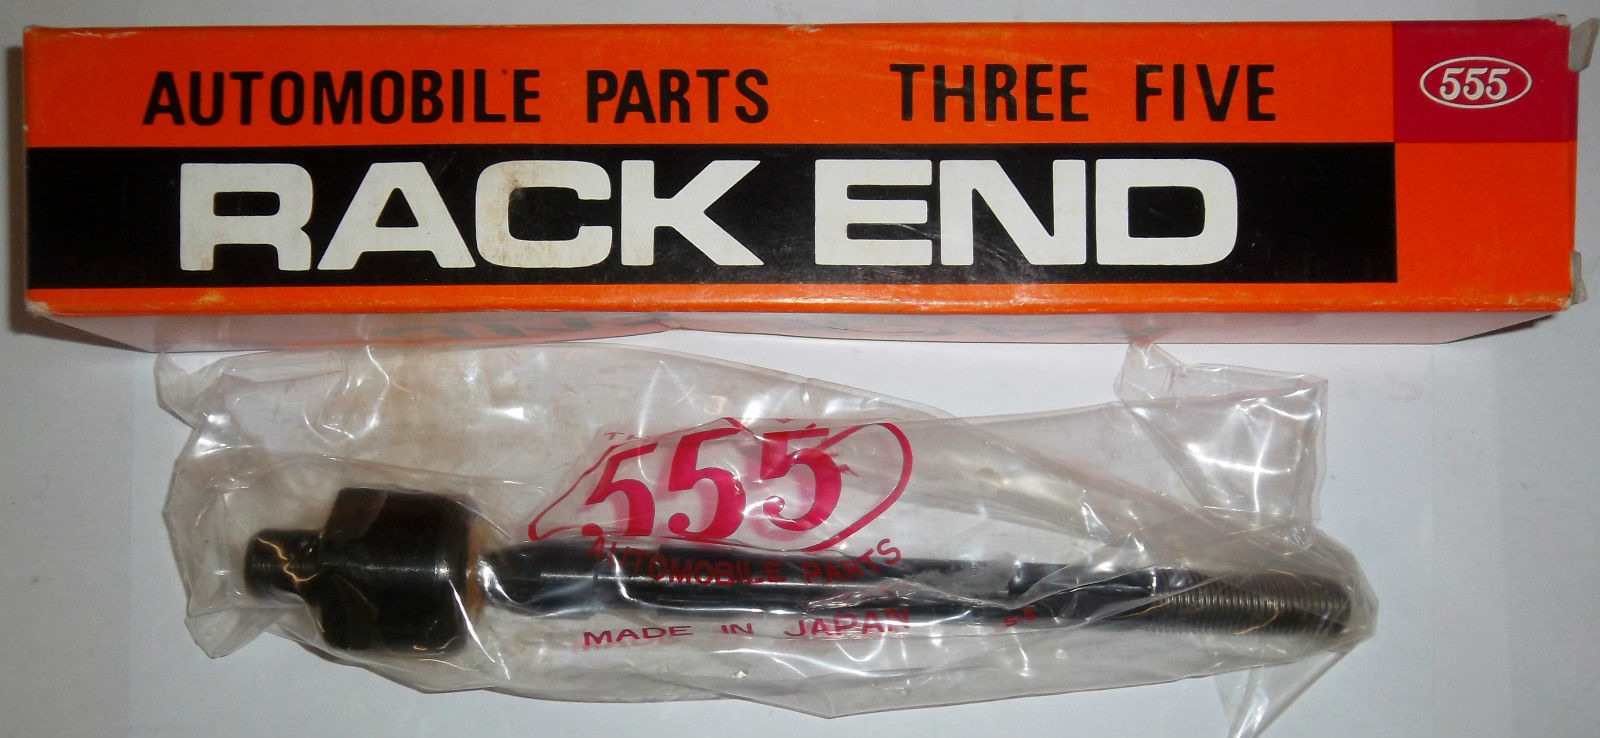 AUTOMOBILE PARTS THREE FIVE 555
RACK END
555
AUTOMOBILE PARTS
MADE IN JAPAN